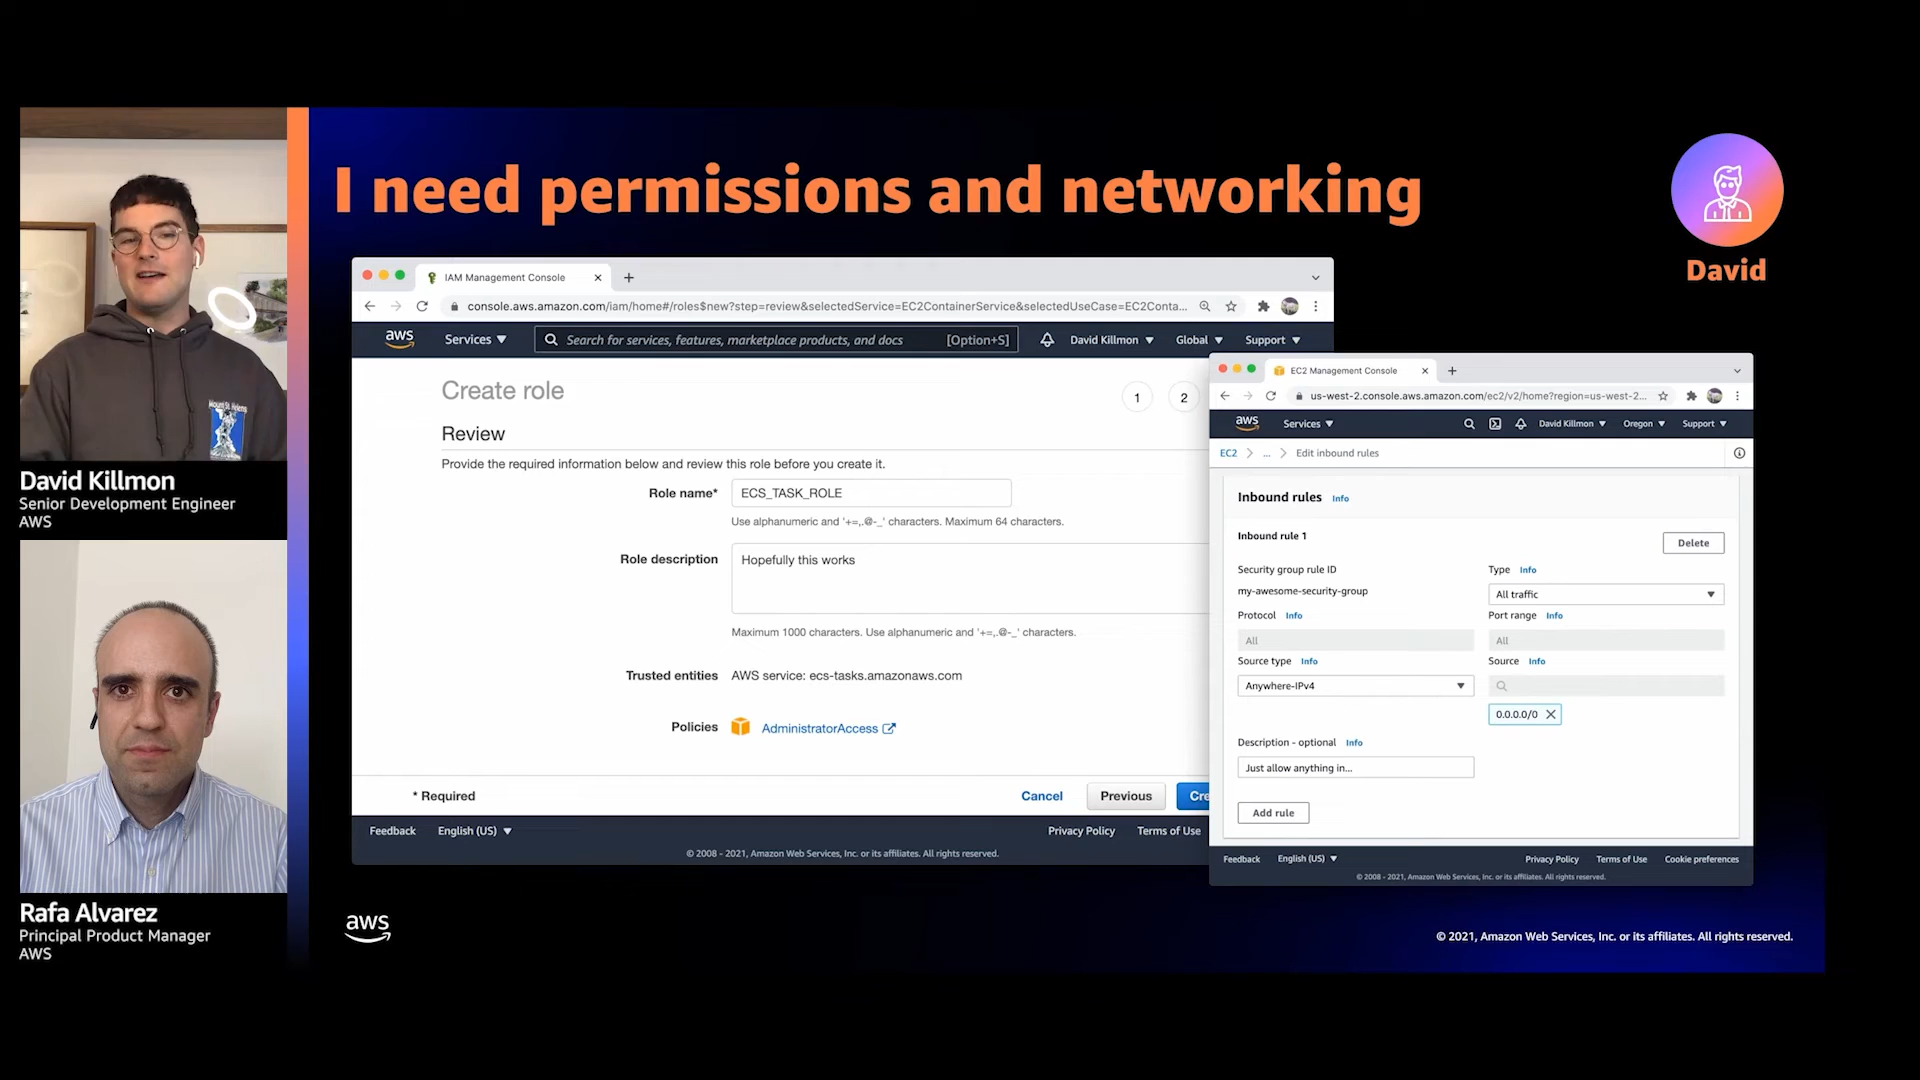 I need permissions and networking
David
David Killmon
Senior Development Engineer
AWS
Rafa Alvarez
Principal Product Manager
AWS
IAM Management Console
console.aws.amazon.com/iam/home#/roles$new?step=review&selectedService=EC2ContainerService&selectedUseCase=EC2Conta...
aws Services Search for services, features, marketplace products, and docs [Option+S] David Killmon Global Support
Create role
1 2
Review
Provide the required information below and review this role before you create it.
Role name* ECS_TASK_ROLE
Use alphanumeric and '+=,.@-_' characters. Maximum 64 characters.
Role description Hopefully this works
Maximum 1000 characters. Use alphanumeric and '+=,.@-_' characters.
Trusted entities AWS service: ecs-tasks.amazonaws.com
Policies AdministratorAccess
* Required Cancel Previous Cre
Feedback English (US) Privacy Policy Terms of Use
© 2008 - 2021, Amazon Web Services, Inc. or its affiliates. All rights reserved.
EC2 Management Console
us-west-2.console.aws.amazon.com/ec2/v2/home?region=us-west-2...
aws Services David Killmon Oregon Support
EC2 ... Edit inbound rules
Inbound rules Info
Inbound rule 1 Delete
Security group rule ID Type Info
my-awesome-security-group All traffic
Protocol Info Port range Info
All All
Source type Info Source Info
Anywhere-IPv4
0.0.0.0/0
Description - optional Info
Just allow anything in...
Add rule
Feedback English (US) Privacy Policy Terms of Use Cookie preferences
© 2008 - 2021, Amazon Web Services, Inc. or its affiliates. All rights reserved.
aws
© 2021, Amazon Web Services, Inc. or its affiliates. All rights reserved.
Mount St. Helens